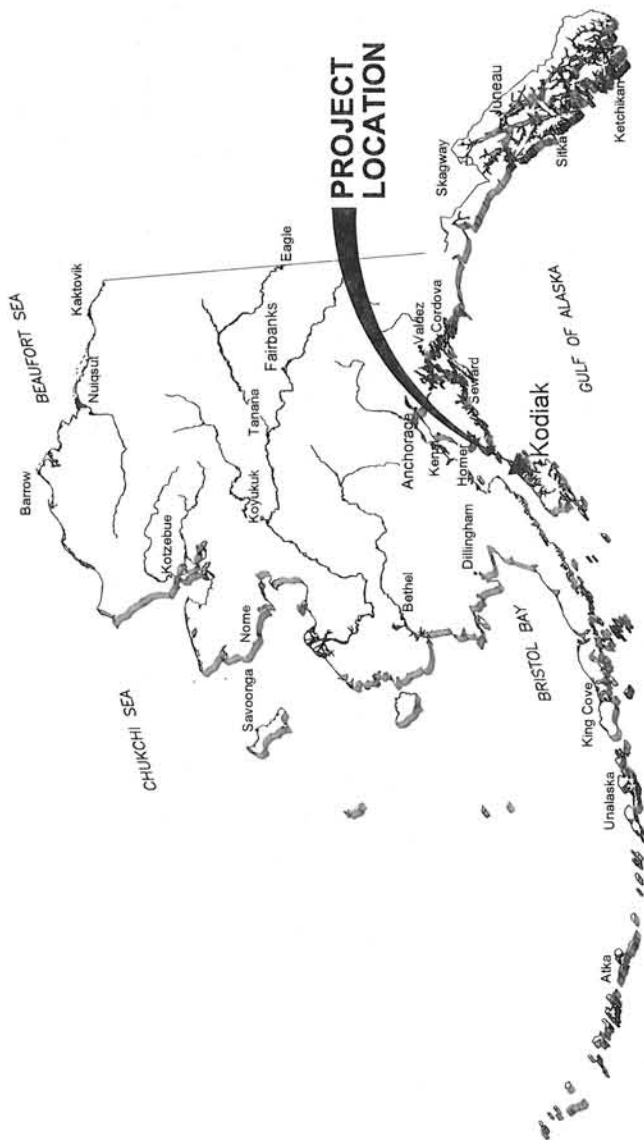 BEAUFORT SEA
Barrow
Nuiqsut
Kaktovik
CHUKCHI SEA
Kotzebue
Eagle
Nome
Koyukuk
Tanana
Fairbanks
Savoonga
PROJECT
LOCATION
Bethel
Anchorage
Valdez
Cordova
Kenai
Seward
Homer
Dillingham
Skagway
Juneau
Sitka
Ketchikan
Kodiak
BRISTOL BAY
GULF OF ALASKA
King Cove
Unalaska
Atka